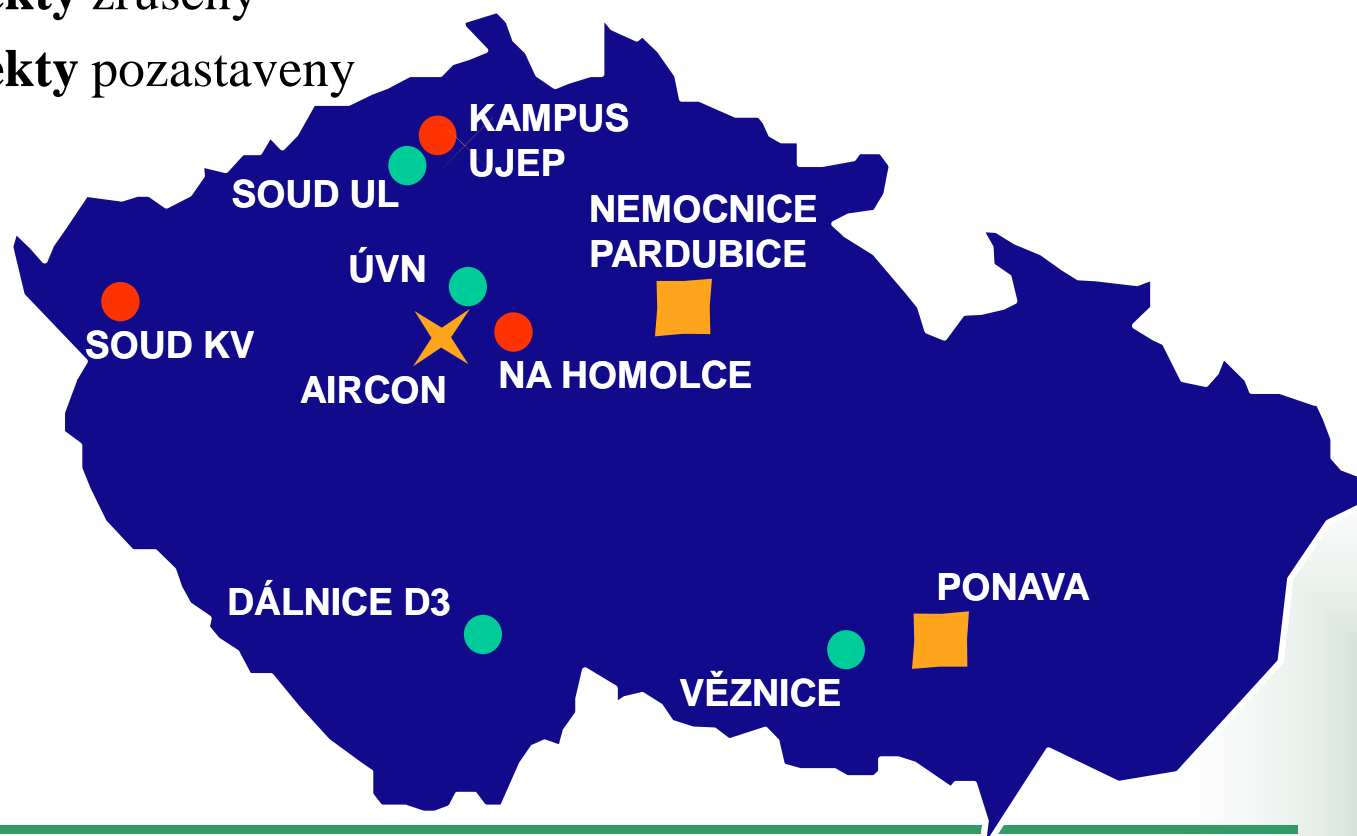 ekty zrušeny
ekty pozastaveny
KAMPUS
UJEP
SOUD UL
NEMOCNICE
PARDUBICE
ÚVN
SOUD KV
NA HOMOLCE
AIRCON
PONAVA
DÁLNICE D3
VĚZNICE